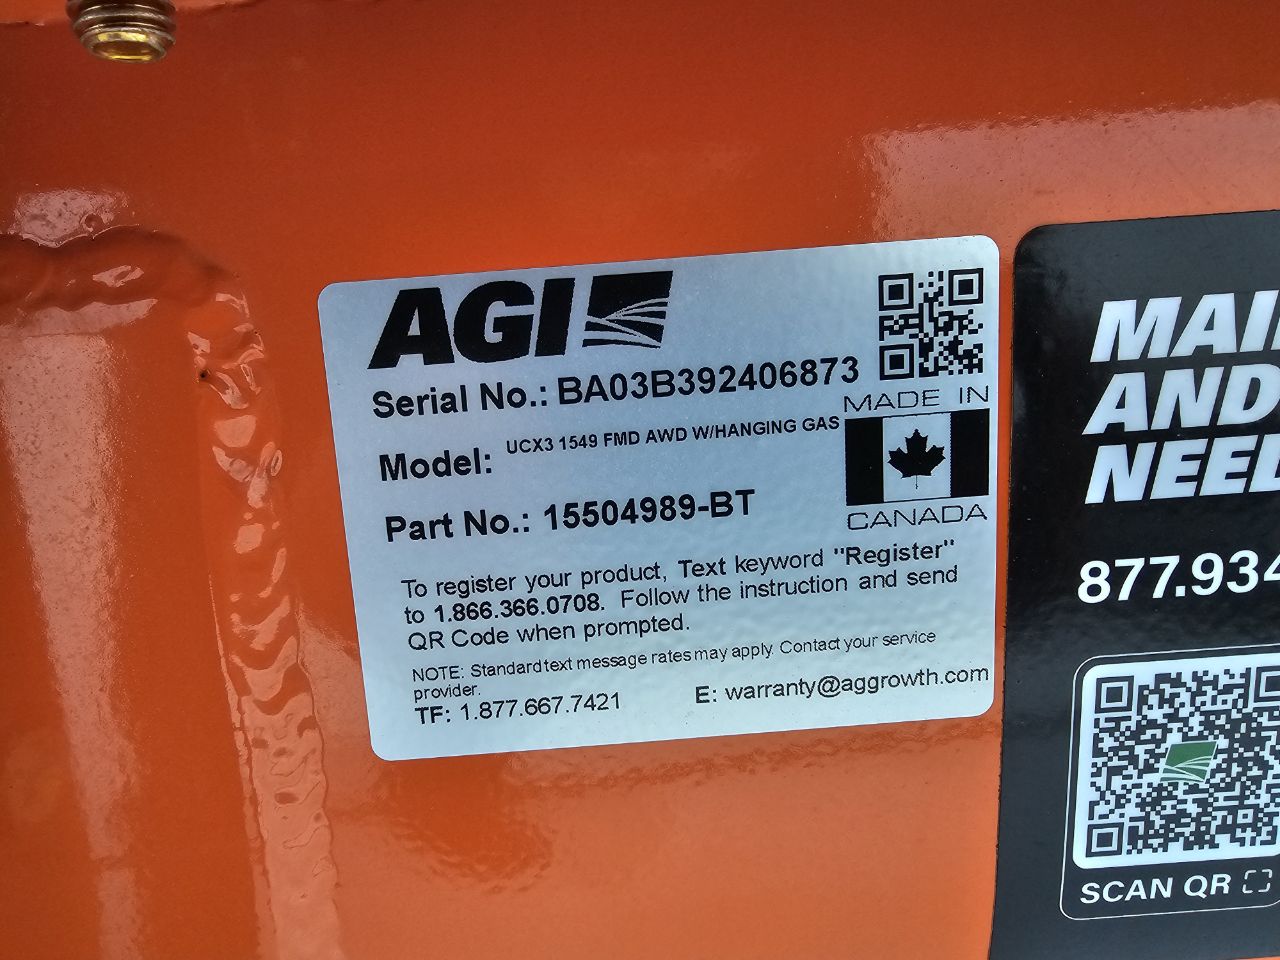 AGI
Serial No.: BA03B392406873
MADE IN
Model: UCX3 1549 FMD AWD W/HANGING GAS
Part No.: 15504989-BT
CANADA
To register your product, Text keyword "Register"
to 1.866.366.0708. Follow the instruction and send
QR Code when prompted.
NOTE: Standard text message rates may apply. Contact your service
provider.
TF: 1.877.667.7421 E: warranty@aggrowth.com
AND
877.934
SCAN QR